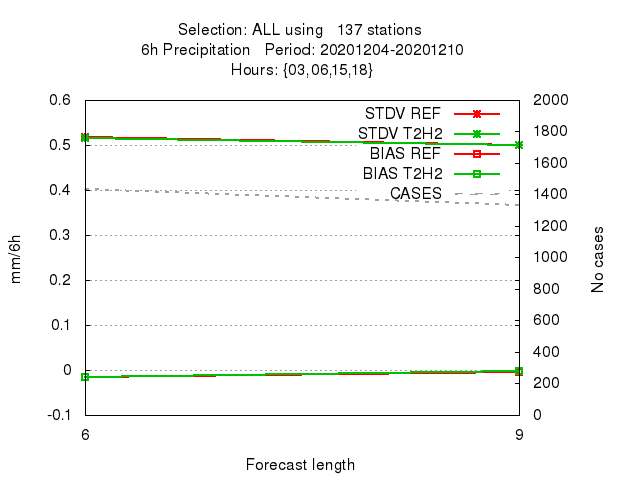 Selection: ALL using   137 stations
6h Precipitation   Period: 20201204-20201210
Hours: {03,06,15,18}
STDV REF
STDV T2H2
BIAS REF
BIAS T2H2
CASES
0.6
0.5
0.4
0.3
0.2
0.1
0
-0.1
2000
1800
1600
1400
1200
1000
800
600
400
200
0
mm/6h
No cases
6
9
Forecast length